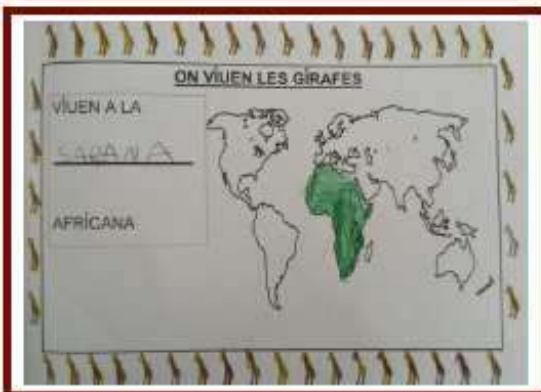 ON VIUEN LES GIRAFES
VIUEN A LA
SABANA
AFRICANA